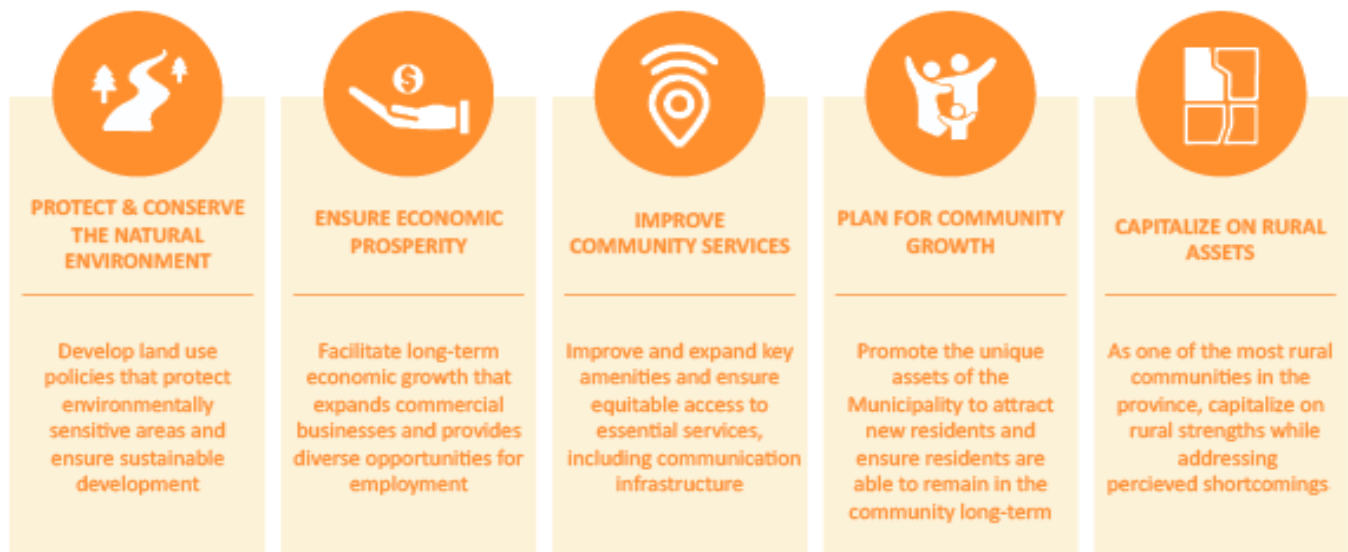 PROTECT & CONSERVE
THE NATURAL
ENVIRONMENT
Develop land use
policies that protect
environmentally
sensitive areas and
ensure sustainable
development
ENSURE ECONOMIC
PROSPERITY
Facilitate long-term
economic growth that
expands commercial
businesses and provides
diverse opportunities for
employment
IMPROVE
COMMUNITY SERVICES
Improve and expand key
amenities and ensure
equitable access to
essential services,
including communication
infrastructure
PLAN FOR COMMUNITY
GROWTH
Promote the unique
assets of the
Municipality to attract
new residents and
ensure residents are
able to remain in the
community long-term
CAPITALIZE ON RURAL
ASSETS
As one of the most rural
communities in the
province, capitalize on
rural strengths while
addressing
percieved shortcomings